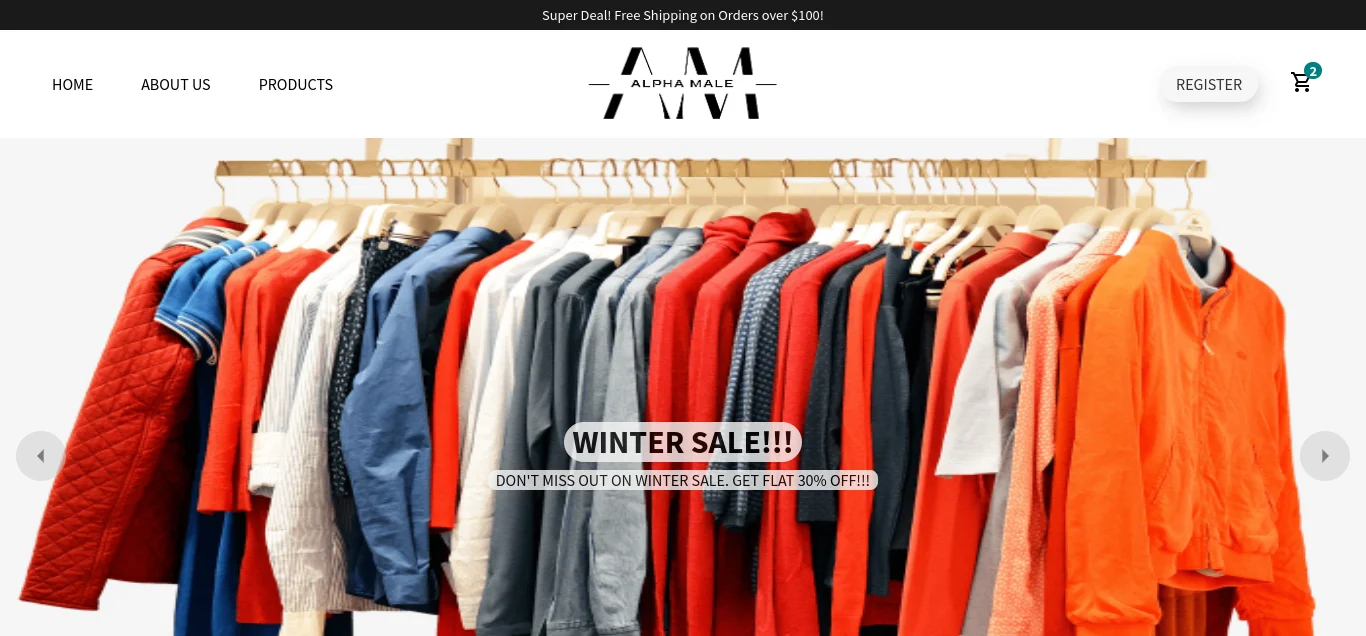 Super Deal! Free Shipping on Orders over $100!
HOME
ABOUT US
PRODUCTS
AM
ALPHA MALE
REGISTER
2
WINTER SALE!!!
DON'T MISS OUT ON WINTER SALE. GET FLAT 30% OFF!!!